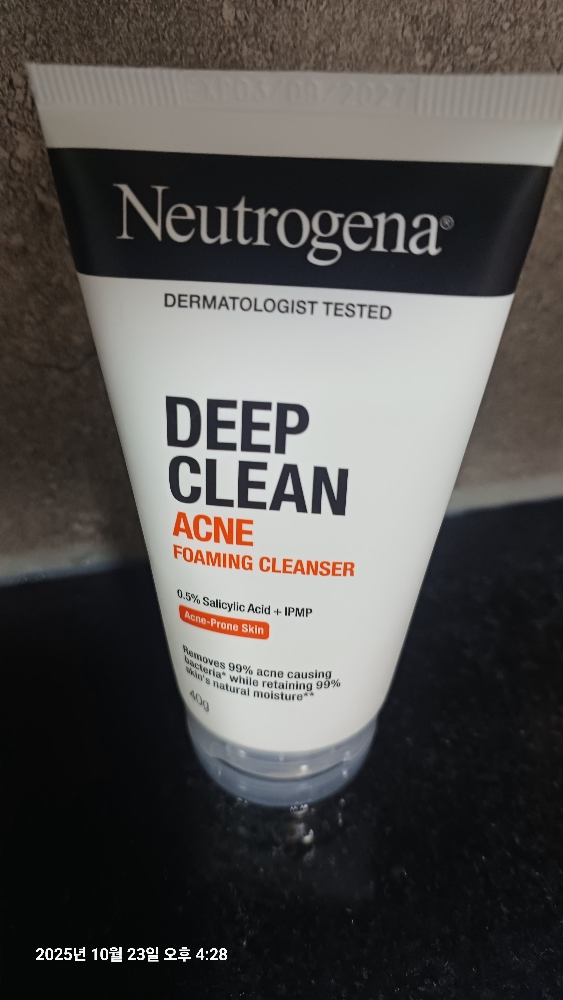 Neutrogena®
DERMATOLOGIST TESTED
DEEP
CLEAN
ACNE
FOAMING CLEANSER
0.5% Salicylic Acid + IPMP
Acne-Prone Skin
Removes 99% acne causing
bacteria* while retaining 99%
skin's natural moisture**
40g
2025년 10월 23일 오후 4:28